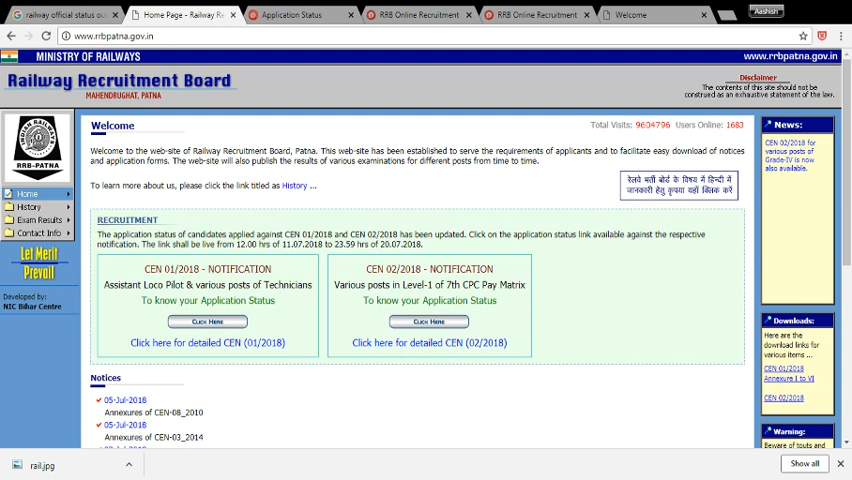 railway official status ou
Home Page - Railway Re
Application Status
RRB Online Recruitment
RRB Online Recruitment
Welcome
Aashish
www.rrbpatna.gov.in
MINISTRY OF RAILWAYS
www.rrbpatna.gov.in
Railway Recruitment Board
MAHENDRUGHAT, PATNA
Disclaimer
The contents of this site should not be
construed as an exhaustive statement of the law.
INDIAN RAILWAYS
RRB-PATNA
Home
History
Exam Results
Contact Info
Let Merit
Prevail
Developed by:
NIC Bihar Centre
Welcome
Total Visits: 9604796 Users Online: 1683
Welcome to the web-site of Railway Recruitment Board, Patna. This web-site has been established to serve the requirements of applicants and to facilitate easy download of notices
and application forms. The web-site will also publish the results of various examinations for different posts from time to time.
To learn more about us, please click the link titled as History ...
रेलवे भर्ती बोर्ड के विषय में हिन्दी में
जानकारी हेतु कृपया यहाँ क्लिक करें
RECRUITMENT
The application status of candidates applied against CEN 01/2018 and CEN 02/2018 has been updated. Click on the application status link available against the respective
notification. The link shall be live from 12.00 hrs of 11.07.2018 to 23.59 hrs of 20.07.2018.
CEN 01/2018 - NOTIFICATION
Assistant Loco Pilot & various posts of Technicians
To know your Application Status
CLICK HERE
Click here for detailed CEN (01/2018)
CEN 02/2018 - NOTIFICATION
Various posts in Level-1 of 7th CPC Pay Matrix
To know your Application Status
CLICK HERE
Click here for detailed CEN (02/2018)
Notices
05-Jul-2018
Annexures of CEN-08_2010
05-Jul-2018
Annexures of CEN-03_2014
News:
CEN 02/2018 for
various posts of
Grade-IV is now
also available.
Downloads:
Here are the
download links for
various items ...
CEN 01/2018
Annexure I to VI
CEN 02/2018
Warning:
Beware of touts and
rail.jpg
Show all